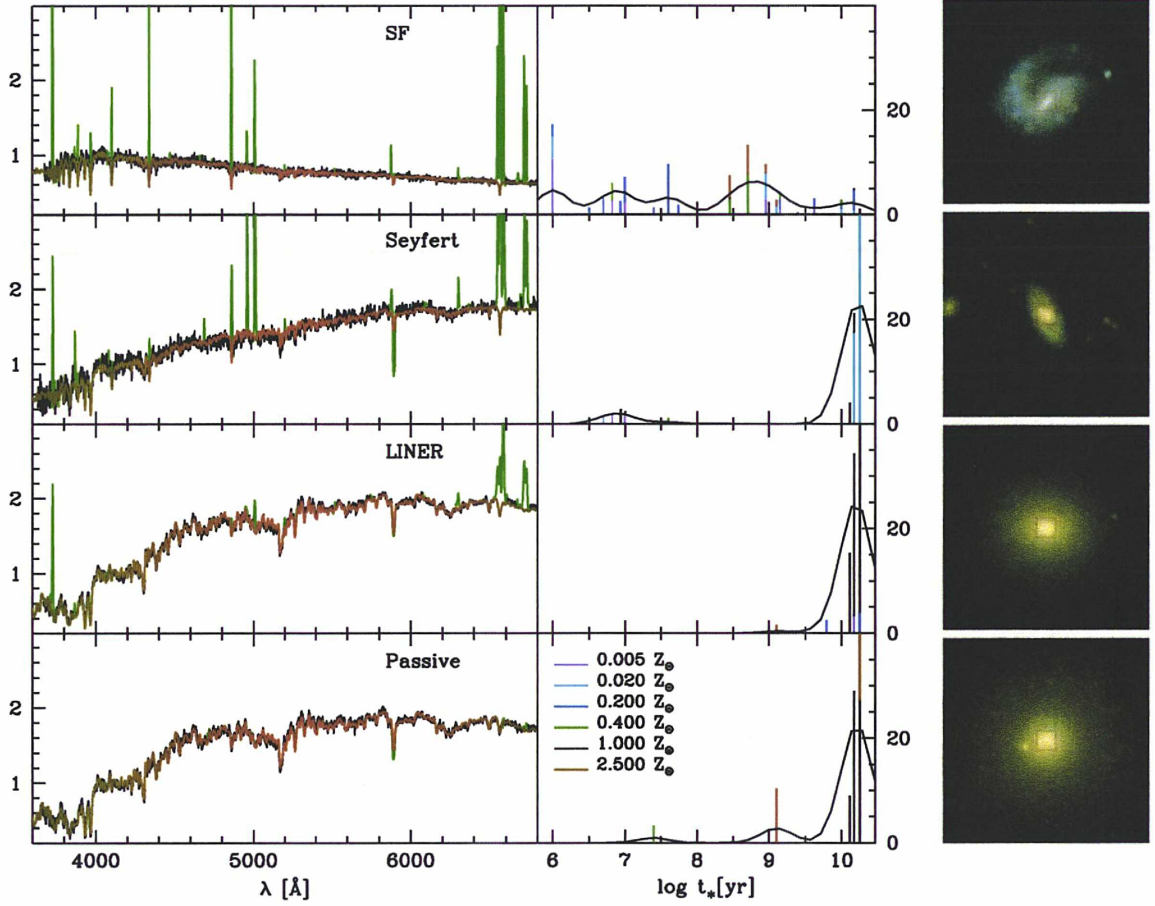 SF
2
1
20
0
Seyfert
2
1
20
0
LINER
2
1
20
0
Passive
2
1
0.005 Z⊙
0.020 Z⊙
0.200 Z⊙
0.400 Z⊙
1.000 Z⊙
2.500 Z⊙
20
0
4000 5000 6000 6 7 8 9 10
λ [Å] log t*[yr]